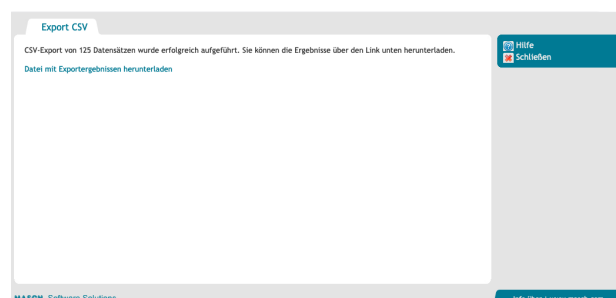 Export CSV
CSV-Export von 125 Datensätzen wurde erfolgreich aufgeführt. Sie können die Ergebnisse über den Link unten herunterladen.
Datei mit Exportergebnissen herunterladen
Hilfe
Schließen
Software Solutions